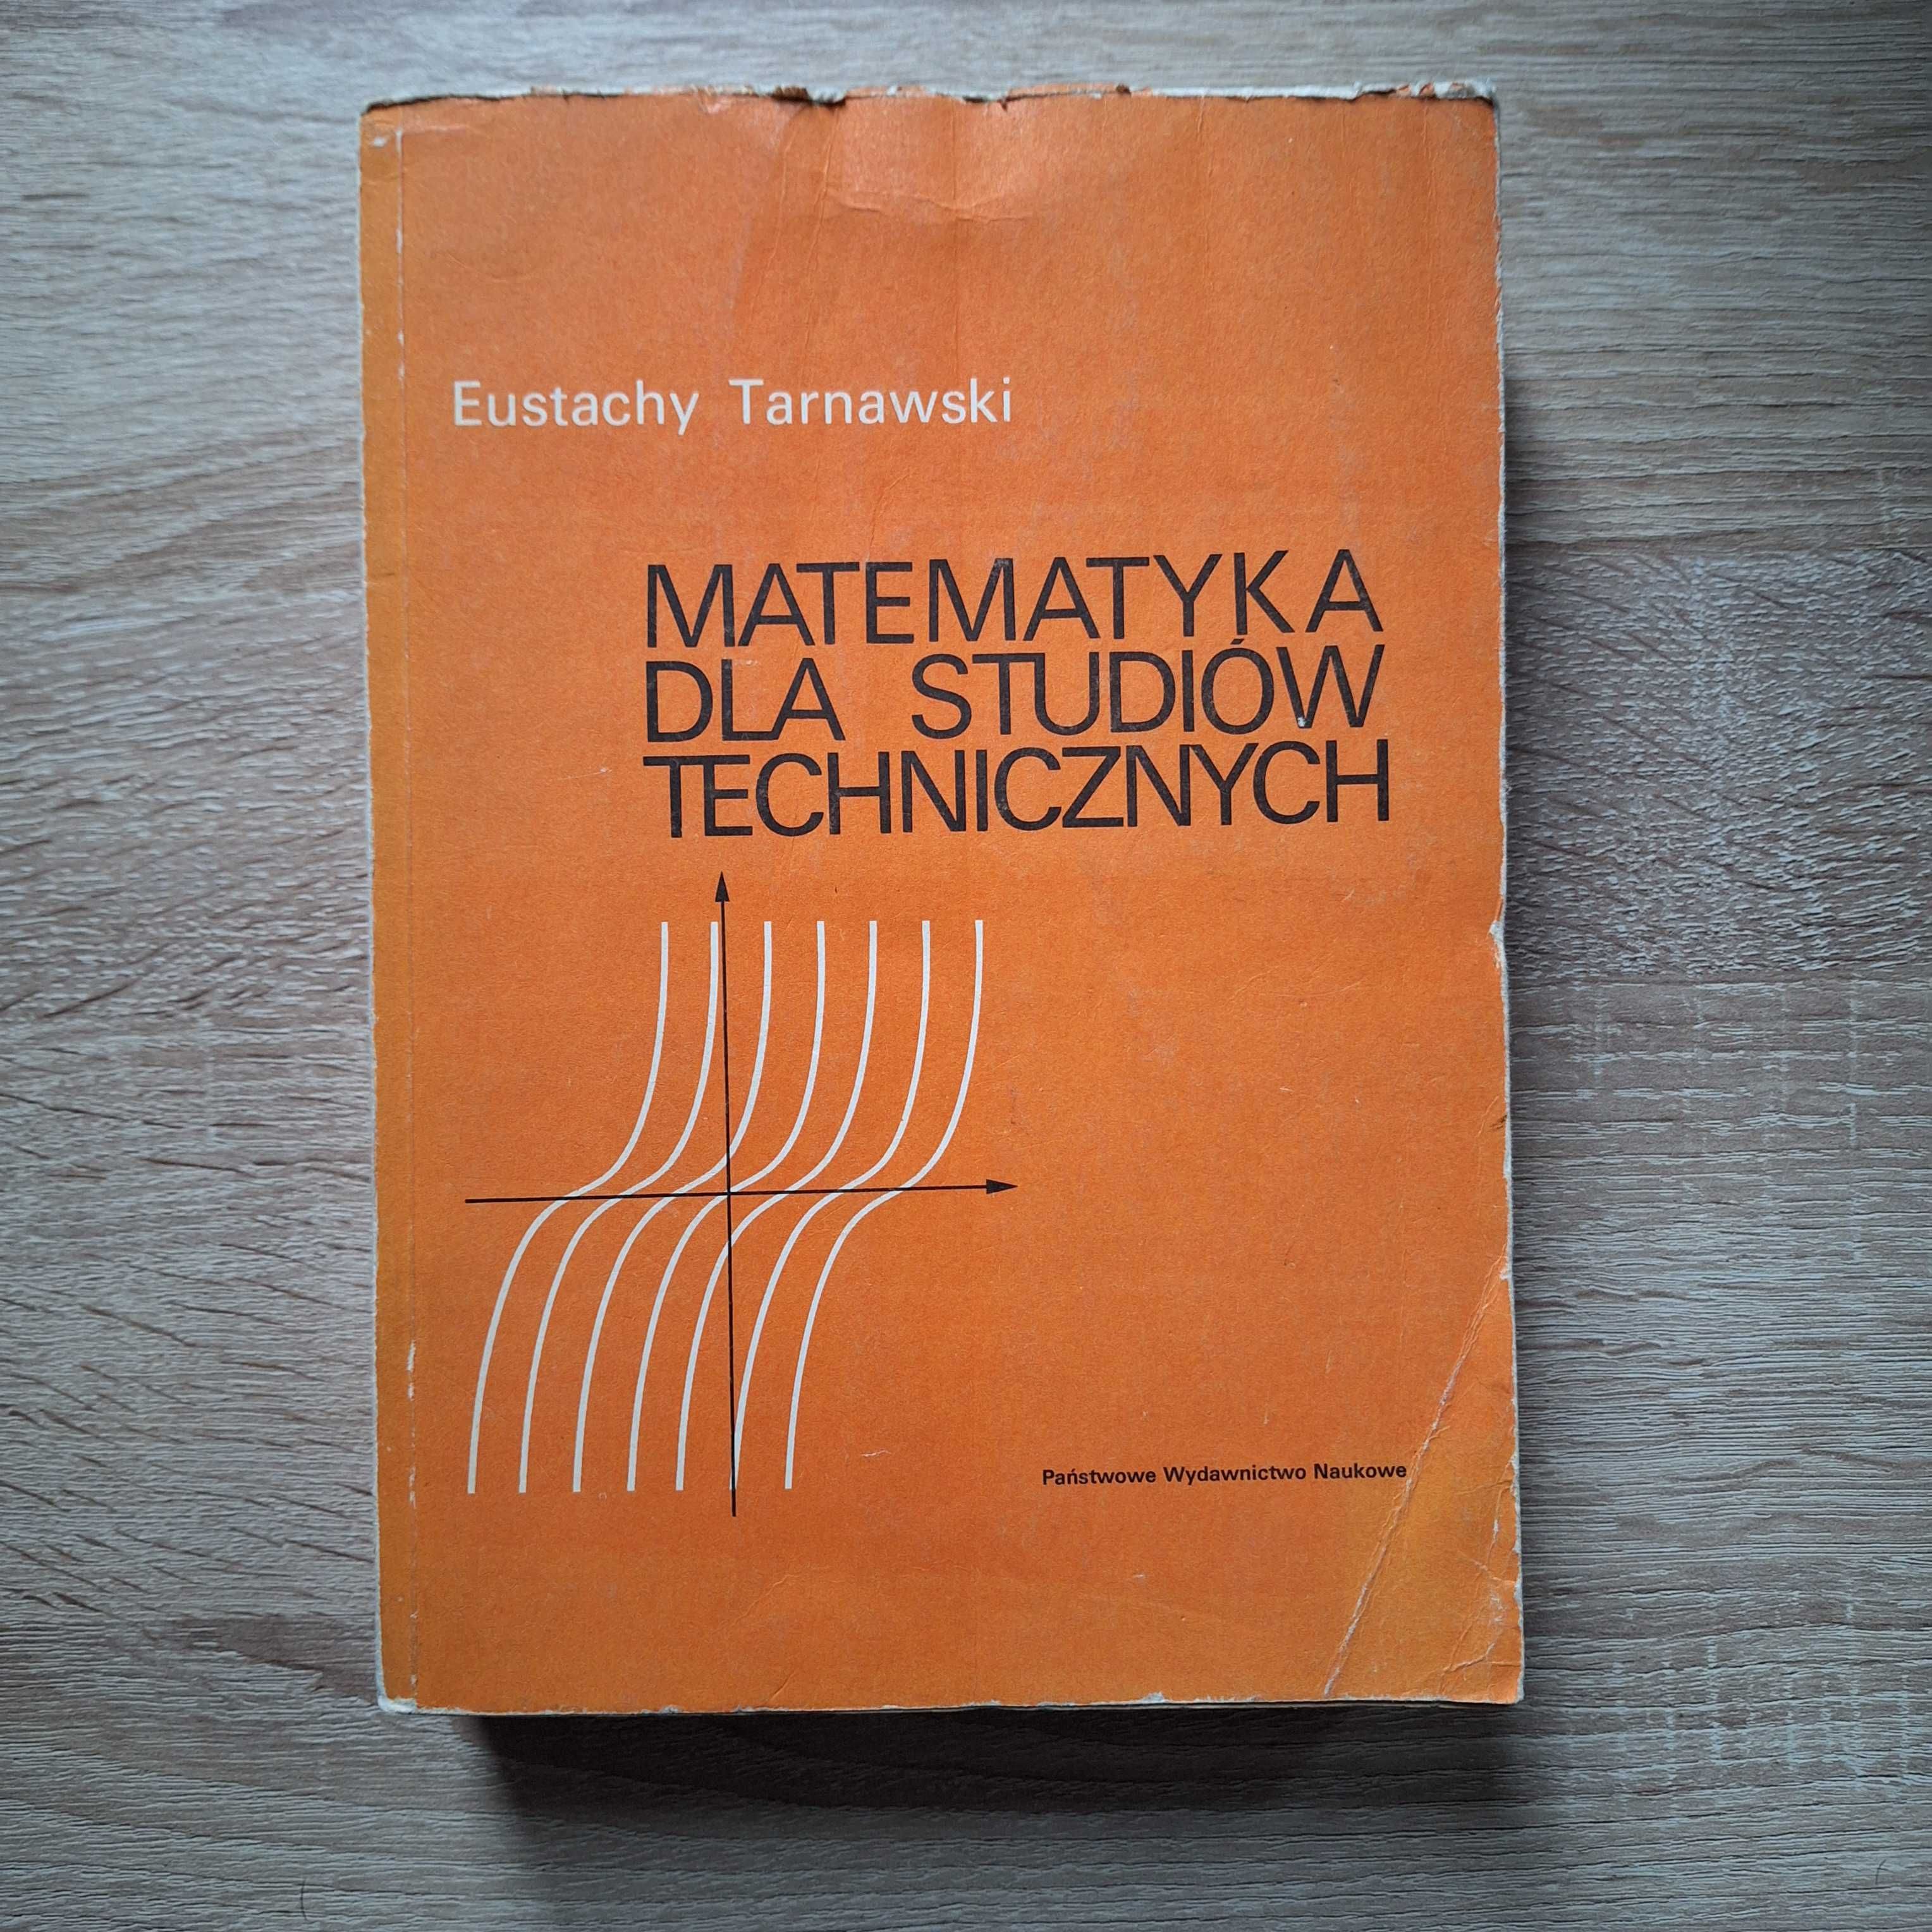 Eustachy Tarnawski
MATEMATYKA
DLA STUDIÓW
TECHNICZNYCH
Państwowe Wydawnictwo Naukowe